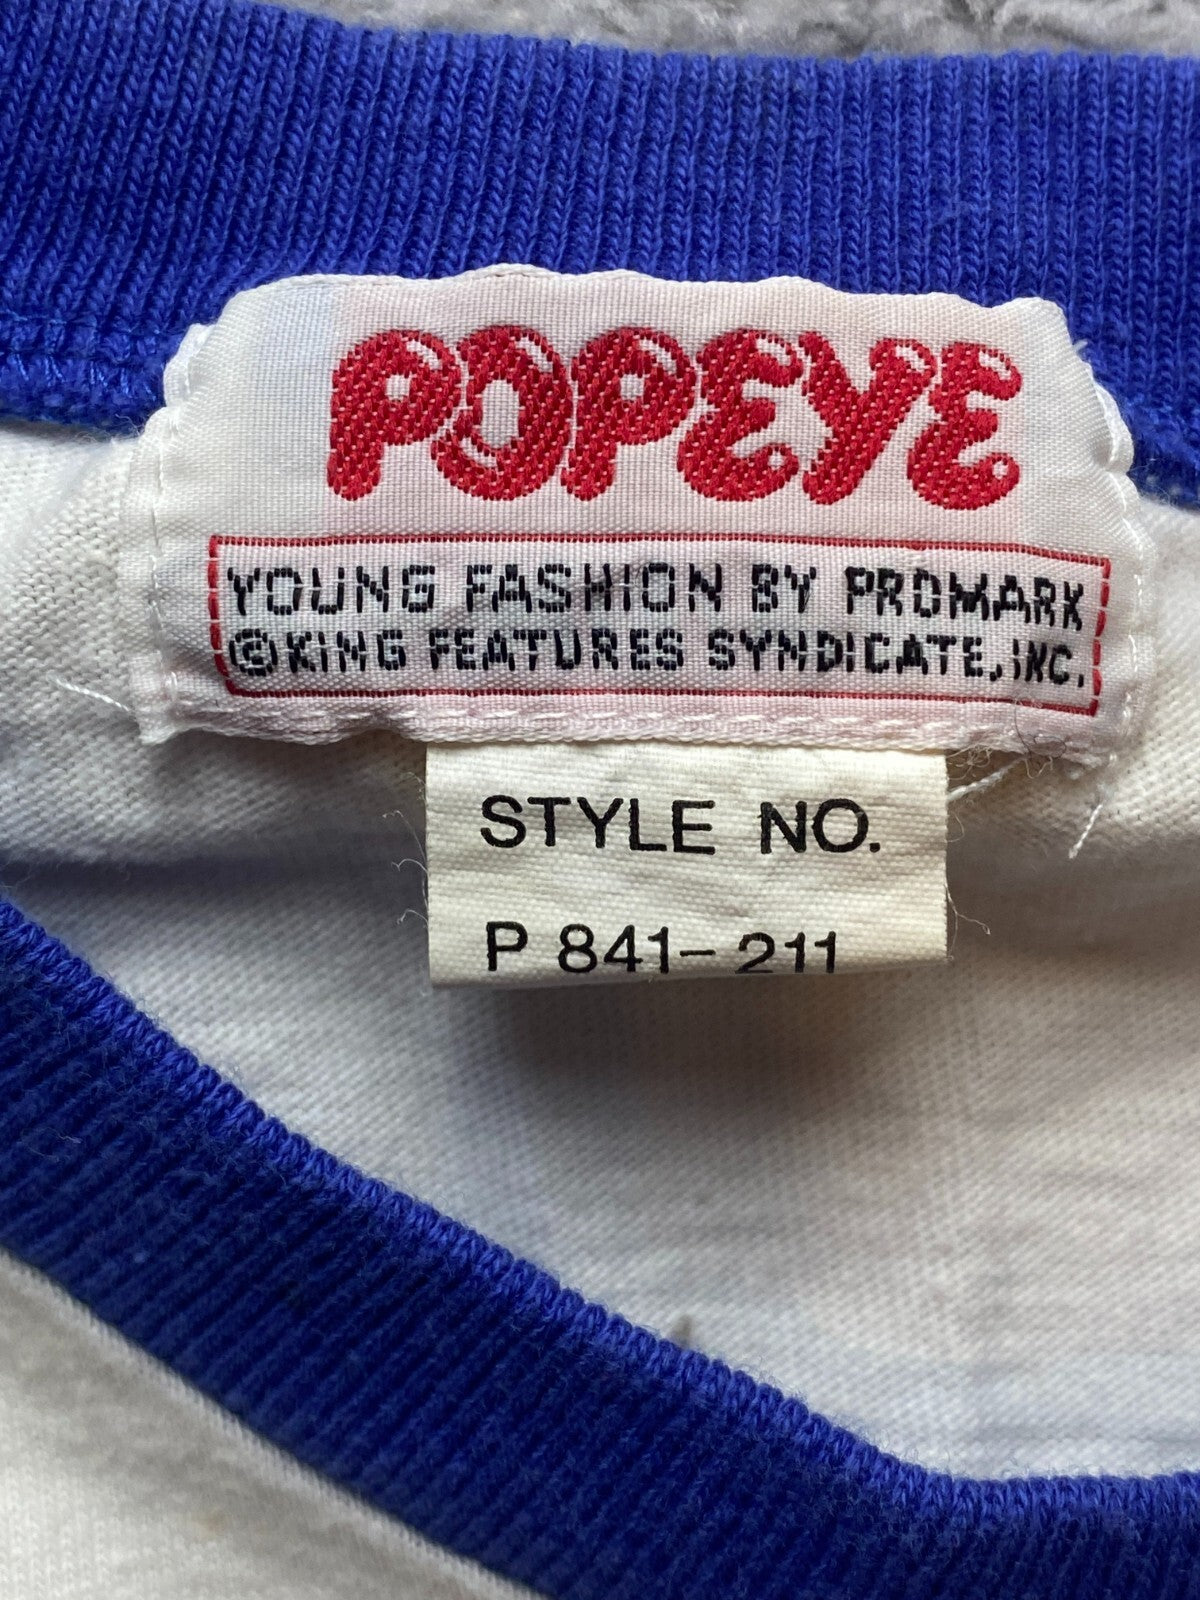 POPEYE
YOUNG FASHION BY PROMARK
©KING FEATURES SYNDICATE, INC.
STYLE NO.
P 841-211